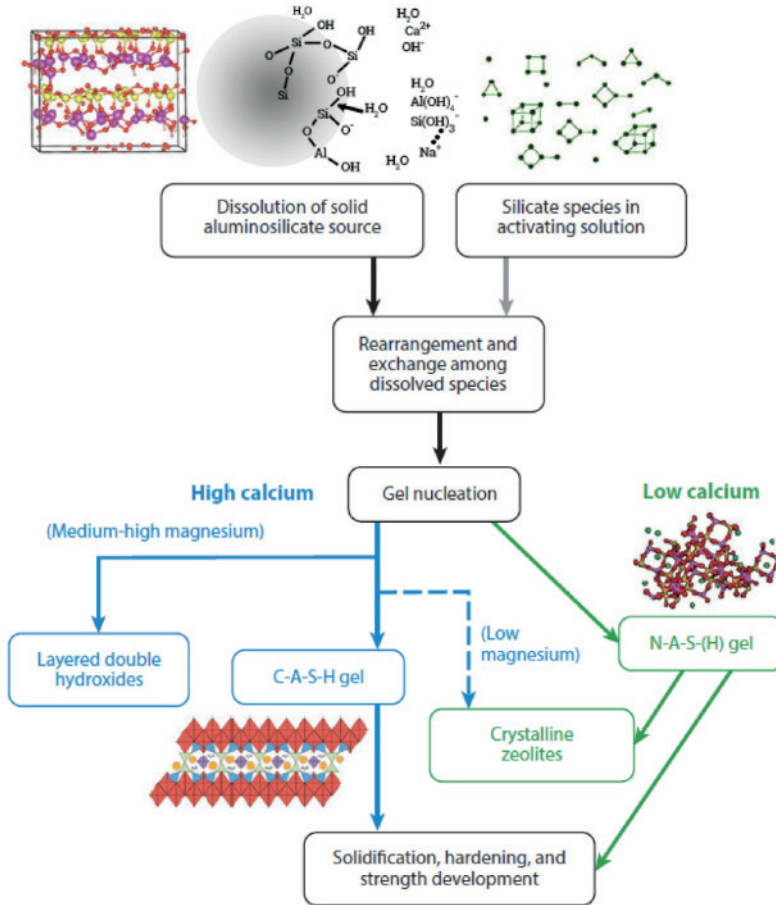 H₂O
Si
OH
O
Si
OH
O
O
Si
O⁻
OH
Si
H₂O
O
O⁻
Al
OH
H₂O
Ca²⁺
OH⁻
H₂O
Al(OH)₄⁻
Si(OH)₃⁻
Na⁺
H₂O
Dissolution of solid
aluminosilicate source
Silicate species in
activating solution
Rearrangement and
exchange among
dissolved species
High calcium
Gel nucleation
Low calcium
(Medium-high magnesium)
(Low
magnesium)
N-A-S-(H) gel
Layered double
hydroxides
C-A-S-H gel
Crystalline
zeolites
Solidification, hardening, and
strength development